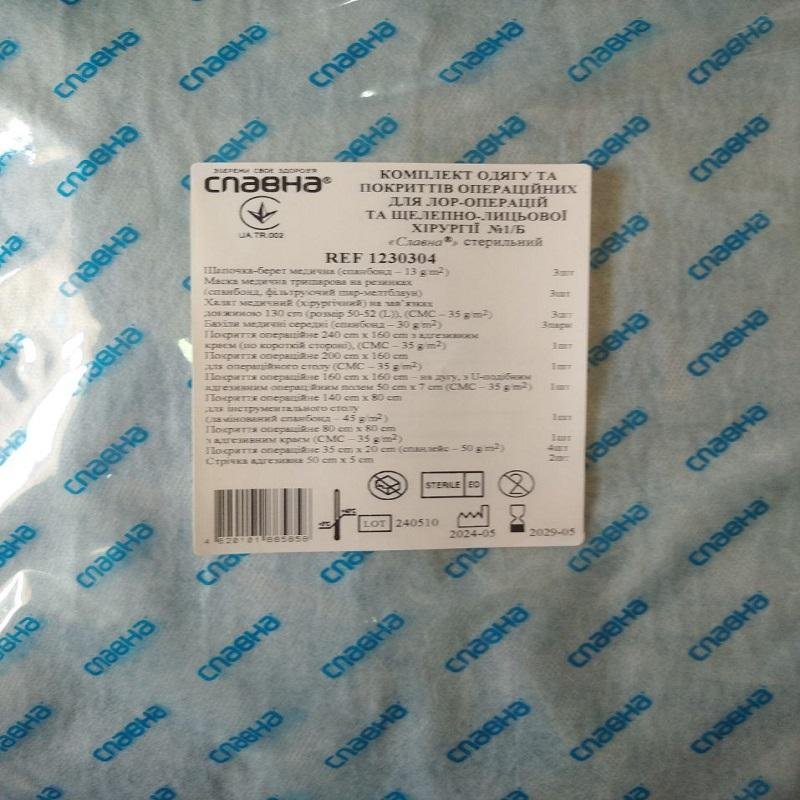 ЗБЕРЕЖИ СВОЄ ЗДОРОВ'Я
СЛАВНА®
UA.TR.002
КОМПЛЕКТ ОДЯГУ ТА
ПОКРИТТІВ ОПЕРАЦІЙНИХ
ДЛЯ ЛОР-ОПЕРАЦІЙ
ТА ЩЕЛЕПНО-ЛИЦЬОВОЇ
ХІРУРГІЇ №1/Б
«Славна®» стерильний
REF 1230304
Шапочка-берет медична (спанбонд – 13 g/m²) 3шт
Маска медична тришарова на резинках
(спанбонд, фільтруючий шар-мелтблаун) 3шт
Халат медичний (хірургічний) на зав'язках
довжиною 130 cm (розмір 50-52 (L)), (СМС – 35 g/m²) 3шт
Бахіли медичні середні (спанбонд – 30 g/m²) 3пари
Покриття операційне 240 cm x 160 cm з адгезивним
краєм (по короткій стороні), (СМС – 35 g/m²) 1шт
Покриття операційне 200 cm x 160 cm
для операційного столу (СМС – 35 g/m²) 1шт
Покриття операційне 160 cm x 160 cm – на дугу, з U-подібним
адгезивним операційним полем 50 cm x 7 cm (СМС – 35 g/m²) 1шт
Покриття операційне 140 cm x 80 cm
для інструментального столу
(ламінований спанбонд – 45 g/m²) 1шт
Покриття операційне 80 cm x 80 cm
з адгезивним краєм (СМС – 35 g/m²) 1шт
Покриття операційне 35 cm x 20 cm (спанлейс – 50 g/m²) 4шт
Стрічка адгезивна 50 cm x 5 cm 2шт
STERILE EO
2
LOT 240510
2024-05
2029-05
4 820101 885858